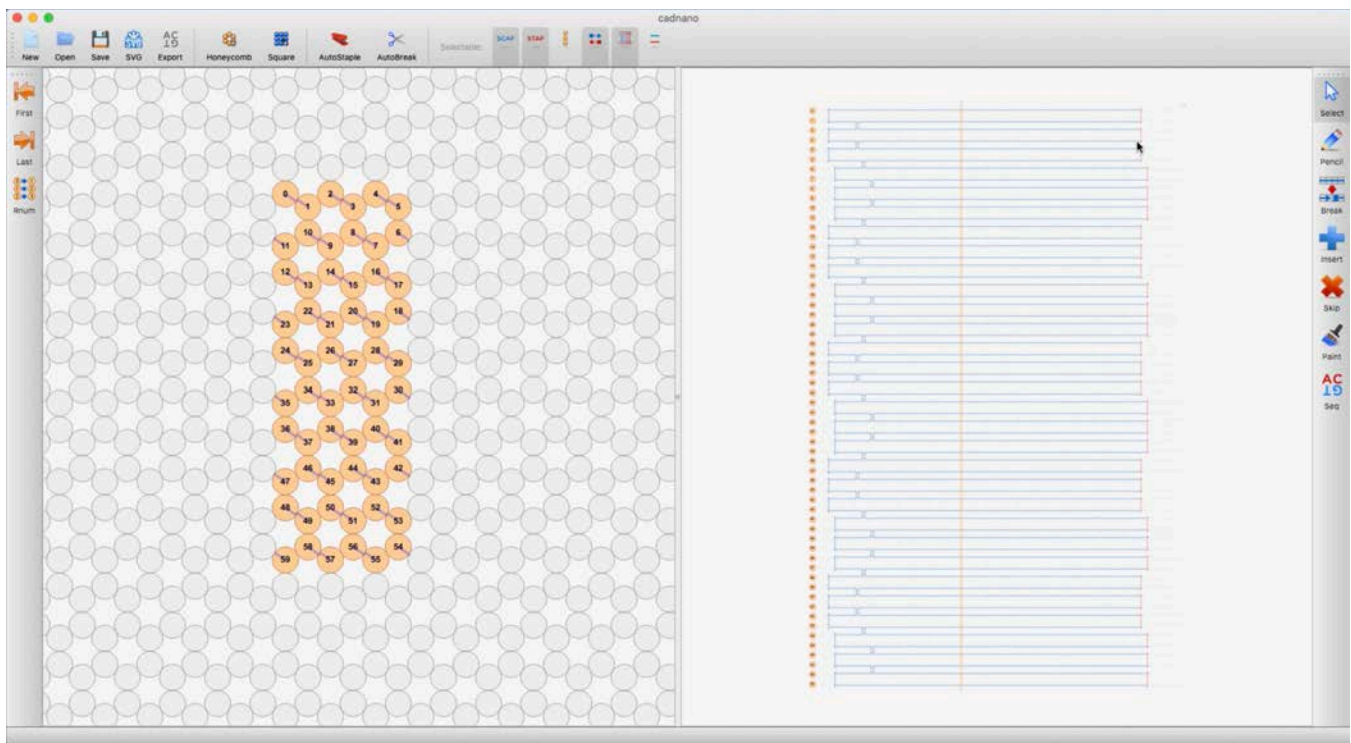 cadnano
New Open Save SVG Export Honeycomb Square AutoStaple AutoBreak Selectable: SCAF STAP
First
Last
Rnum
Select
Pencil
Break
Insert
Skip
Paint
Seq
AC
TG
0 2 4
1 3 5
10 8 6
11 9 7
12 14 16
13 15 17
22 20 18
23 21 19
24 26 28
25 27 29
34 32 30
35 33 31
36 38 40
37 39 41
46 44 42
47 45 43
48 50 52
49 51 53
58 56 54
59 57 55